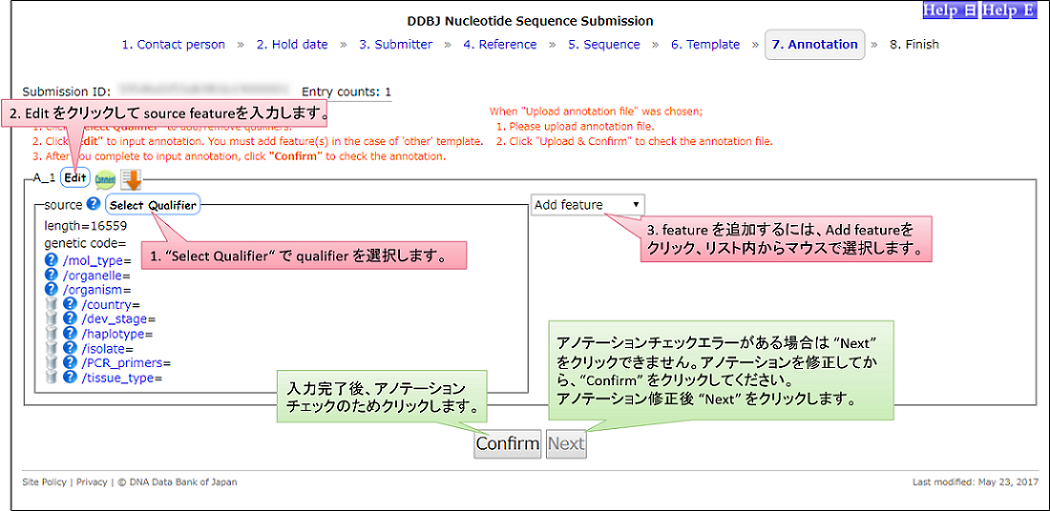 Help 日 Help E
DDBJ Nucleotide Sequence Submission
1. Contact person » 2. Hold date » 3. Submitter » 4. Reference » 5. Sequence » 6. Template » 7. Annotation » 8. Finish
Submission ID:
Entry counts: 1
2. Edit をクリックして source featureを入力します。
When "Upload annotation file" was chosen;
1. Please upload annotation file.
2. Click "Edit" to input annotation. You must add feature(s) in the case of 'other' template.
2. Click "Upload & Confirm" to check the annotation file.
3. After you complete to input annotation, click "Confirm" to check the annotation.
A_1 Edit Comment
source ? Select Qualifier
Add feature
length=16559
genetic code=
? /mol_type=
? /organelle=
? /organism=
? /country=
? /dev_stage=
? /haplotype=
? /isolate=
? /PCR_primers=
? /tissue_type=
1. “Select Qualifier” で qualifier を選択します。
3. feature を追加するには、Add featureを
クリック、リスト内からマウスで選択します。
入力完了後、アノテーション
チェックのためクリックします。
アノテーションチェックエラーがある場合は “Next”
をクリックできません。アノテーションを修正してか
ら、“Confirm” をクリックしてください。
アノテーション修正後 “Next” をクリックします。
Confirm Next
Site Policy | Privacy | © DNA Data Bank of Japan
Last modified: May 23, 2017